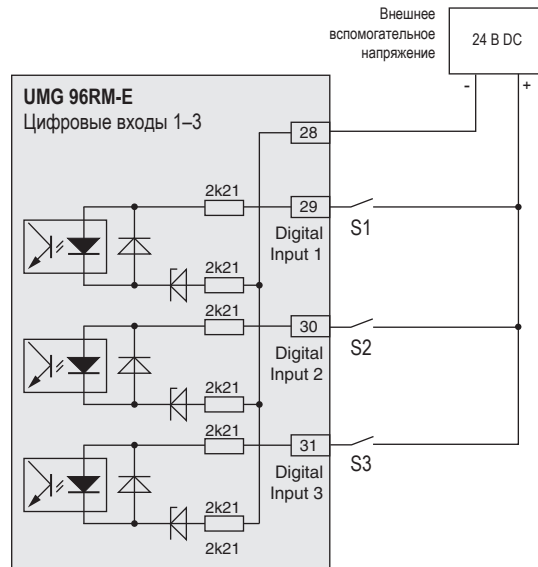 Внешнее
вспомогательное
напряжение
24 В DC
- +
UMG 96RM-E
Цифровые входы 1–3
28
2k21
29
S1
Digital
Input 1
2k21
2k21
30
S2
Digital
Input 2
2k21
2k21
31
S3
Digital
Input 3
2k21
2k21